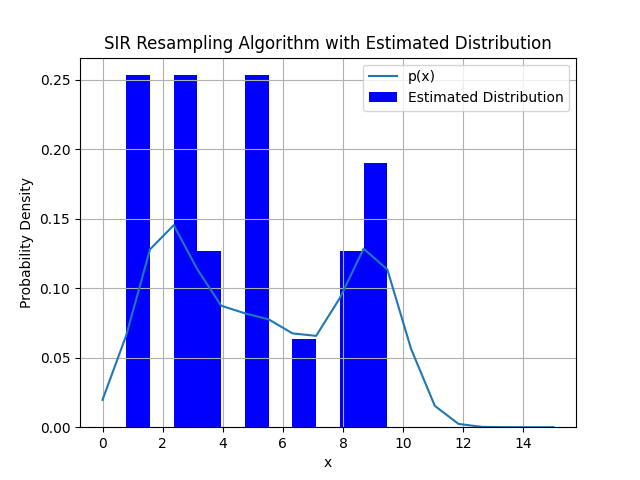 SIR Resampling Algorithm with Estimated Distribution
p(x)
Estimated Distribution
Probability Density
0.25
0.20
0.15
0.10
0.05
0.00
0 2 4 6 8 10 12 14
x